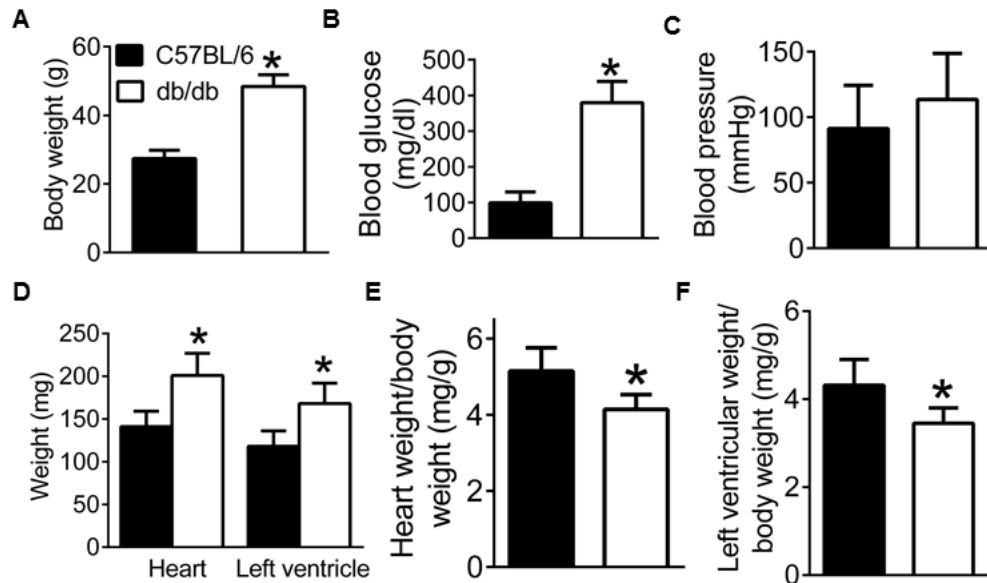 A
Body weight (g)
60
40
20
0
C57BL/6
db/db
*
B
Blood glucose
(mg/dl)
500
400
300
200
100
0
*
C
Blood pressure
(mmHg)
150
100
50
0
D
Weight (mg)
250
200
150
100
50
0
*
*
Heart
Left ventricle
E
Heart weight/body
weight (mg/g)
6
4
2
0
*
F
Left ventricular weight/
body weight (mg/g)
6
4
2
0
*